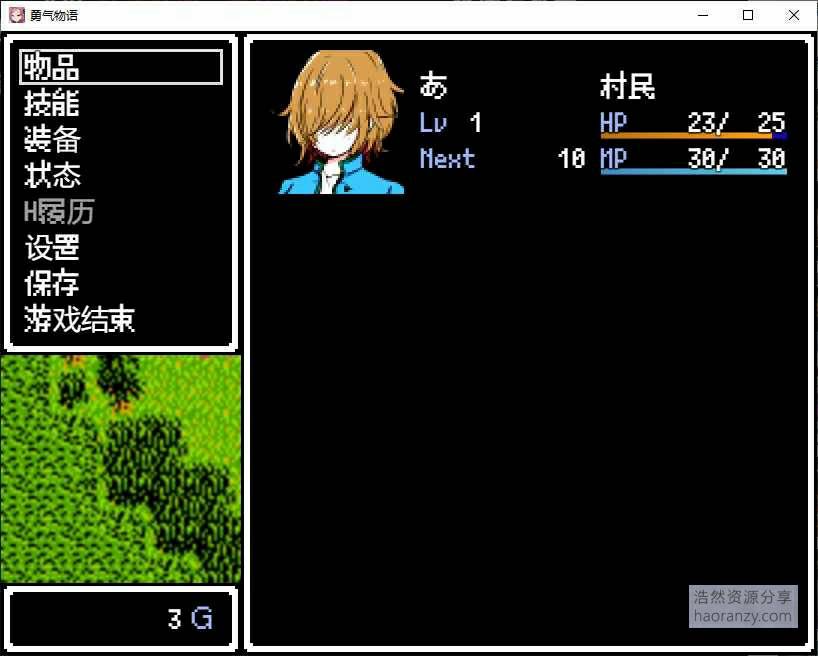 勇气物语
物品
技能
装备
状态
H履历
设置
保存
游戏结束
あ
村民
Lv 1
HP 23/ 25
Next 10
MP 30/ 30
3 G
浩然资源分享
haoranzy.com